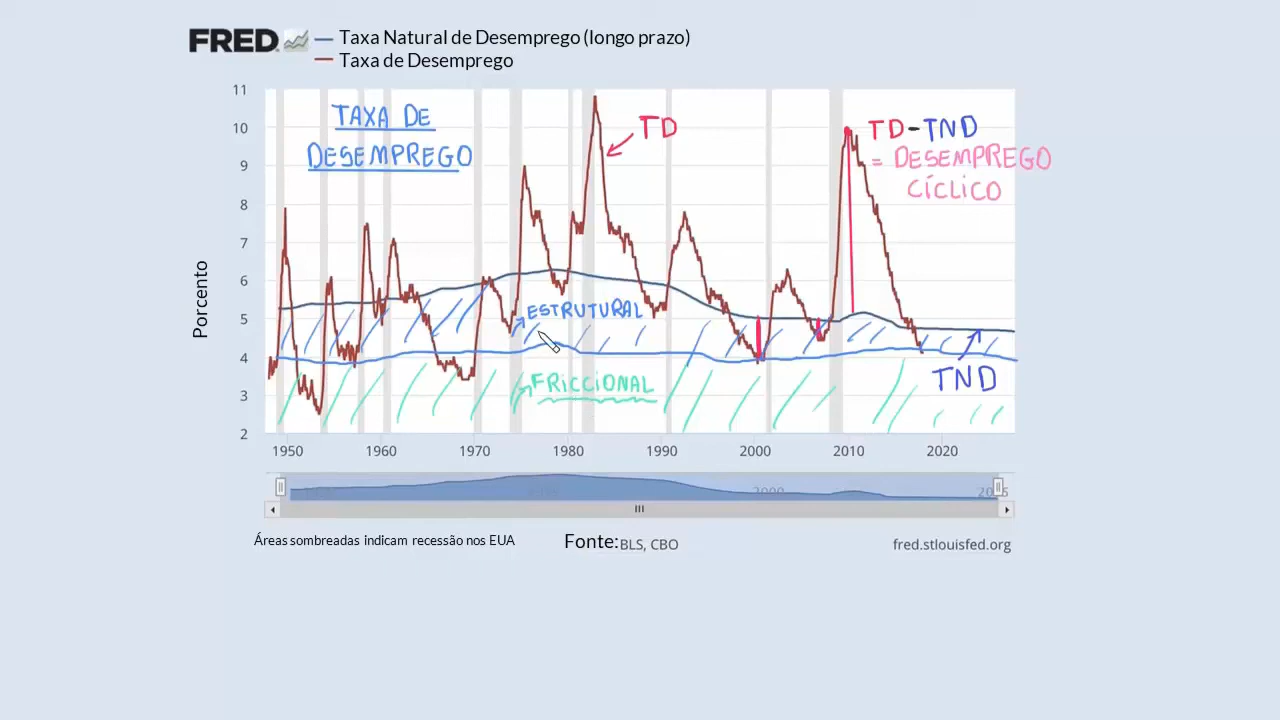 FRED
Taxa Natural de Desemprego (longo prazo)
Taxa de Desemprego
Porcento
11
10
9
8
7
6
5
4
3
2
TAXA DE
DESEMPREGO
TD
TD-TND
= DESEMPREGO
CÍCLICO
ESTRUTURAL
FRICCIONAL
TND
1950 1960 1970 1980 1990 2000 2010 2020
2000
Áreas sombreadas indicam recessão nos EUA
Fonte: BLS, CBO
fred.stlouisfed.org